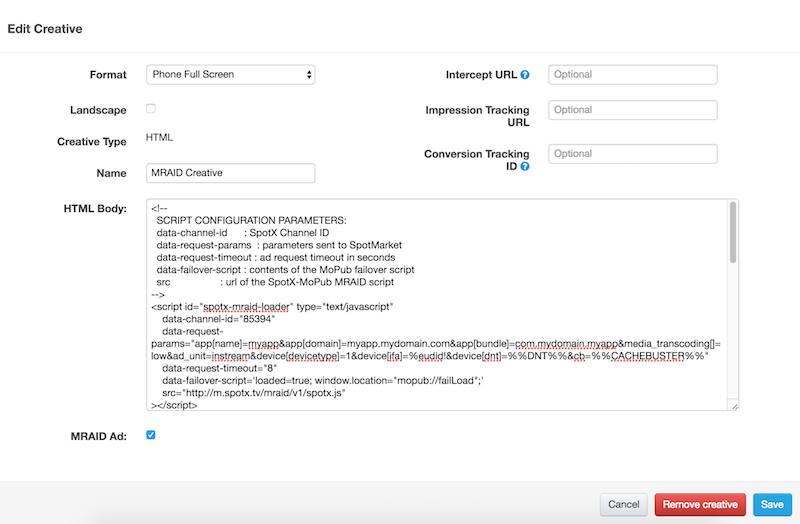 Edit Creative
Format
Phone Full Screen
Landscape
Creative Type
HTML
Name
MRAID Creative
Intercept URL ?
Optional
Impression Tracking
URL
Optional
Conversion Tracking
ID ?
Optional
HTML Body:
<!--
SCRIPT CONFIGURATION PARAMETERS:
data-channel-id : SpotX Channel ID
data-request-params : parameters sent to SpotMarket
data-request-timeout : ad request timeout in seconds
data-failover-script : contents of the MoPub failover script
src : url of the SpotX-MoPub MRAID script
-->
<script id="spotx-mraid-loader" type="text/javascript"
data-channel-id="85394"
data-request-
params="app[name]=myapp&app[domain]=myapp.mydomain.com&app[bundle]=com.mydomain.myapp&media_transcoding[]=
low&ad_unit=instream&device[devicetype]=1&device[ifa]=%eudid!&device[dnt]=%%DNT%%&cb=%%CACHEBUSTER%%"
data-request-timeout="8"
data-failover-script='loaded=true; window.location="mopub://failLoad";'
src="http://m.spotx.tv/mraid/v1/spotx.js"
></script>
MRAID Ad:
Cancel
Remove creative
Save